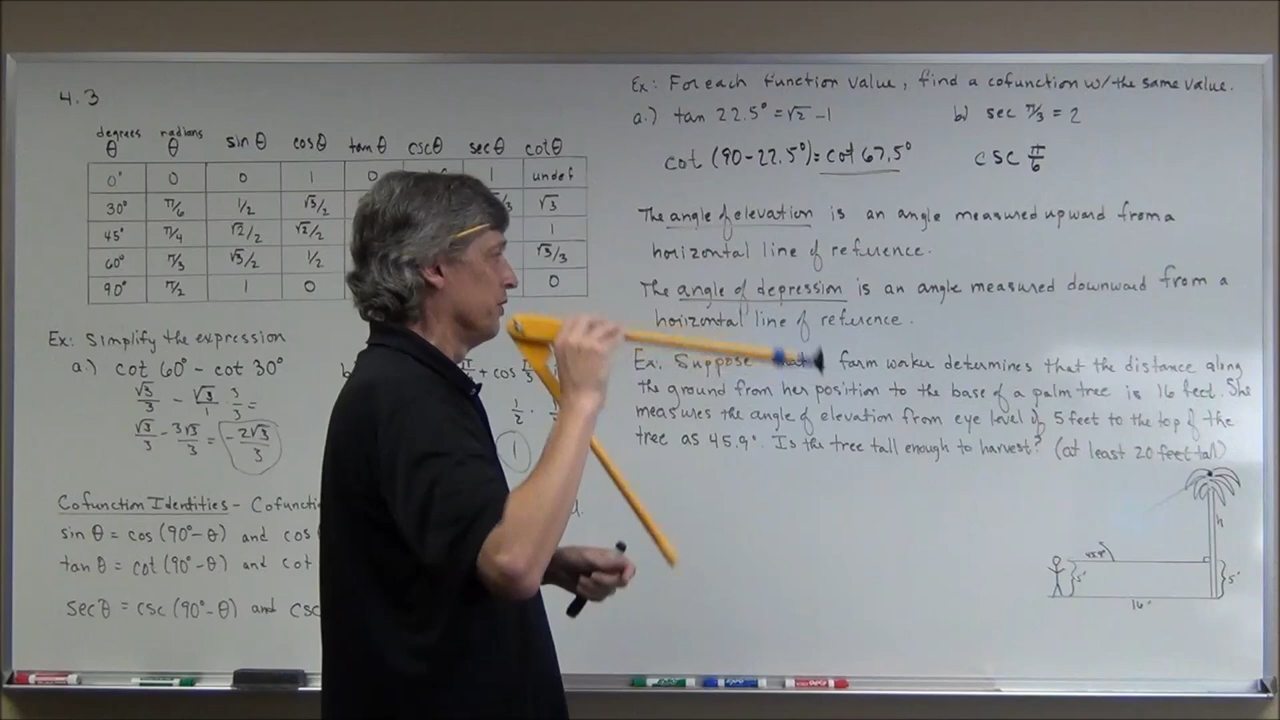 4.3
degrees radians
θ° θ sin θ cos θ tan θ csc θ sec θ cot θ
0° 0 0 1 0 1 undef
30° π/6 1/2 √3/2 /3 √3
45° π/4 √2/2 √2/2 1
60° π/3 √3/2 1/2 √3/3
90° π/2 1 0 0
Ex: Simplify the expression
a.) cot 60° - cot 30°
√3/3 - √3/1 · 3/3 =
√3/3 - 3√3/3 = -2√3/3
+ cos
1/2 ·
1
Cofunction Identities - Cofuncti
sin θ = cos (90° - θ) and cos
tan θ = cot (90° - θ) and cot
sec θ = csc (90° - θ) and csc
Ex: For each function value, find a cofunction w/ the same value.
a.) tan 22.5° = √2 - 1 b) sec π/3 = 2
cot (90-22.5°) = cot 67.5° csc π/6
The angle of elevation is an angle measured upward from a
horizontal line of reference.
The angle of depression is an angle measured downward from a
horizontal line of reference.
Ex: Suppose farm worker determines that the distance along
the ground from her position to the base of a palm tree is 16 feet. She
measures the angle of elevation from eye level of 5 feet to the top of the
tree as 45.9°. Is the tree tall enough to harvest? (at least 20 feet tall)
h
45.9°
5' 5'
16'